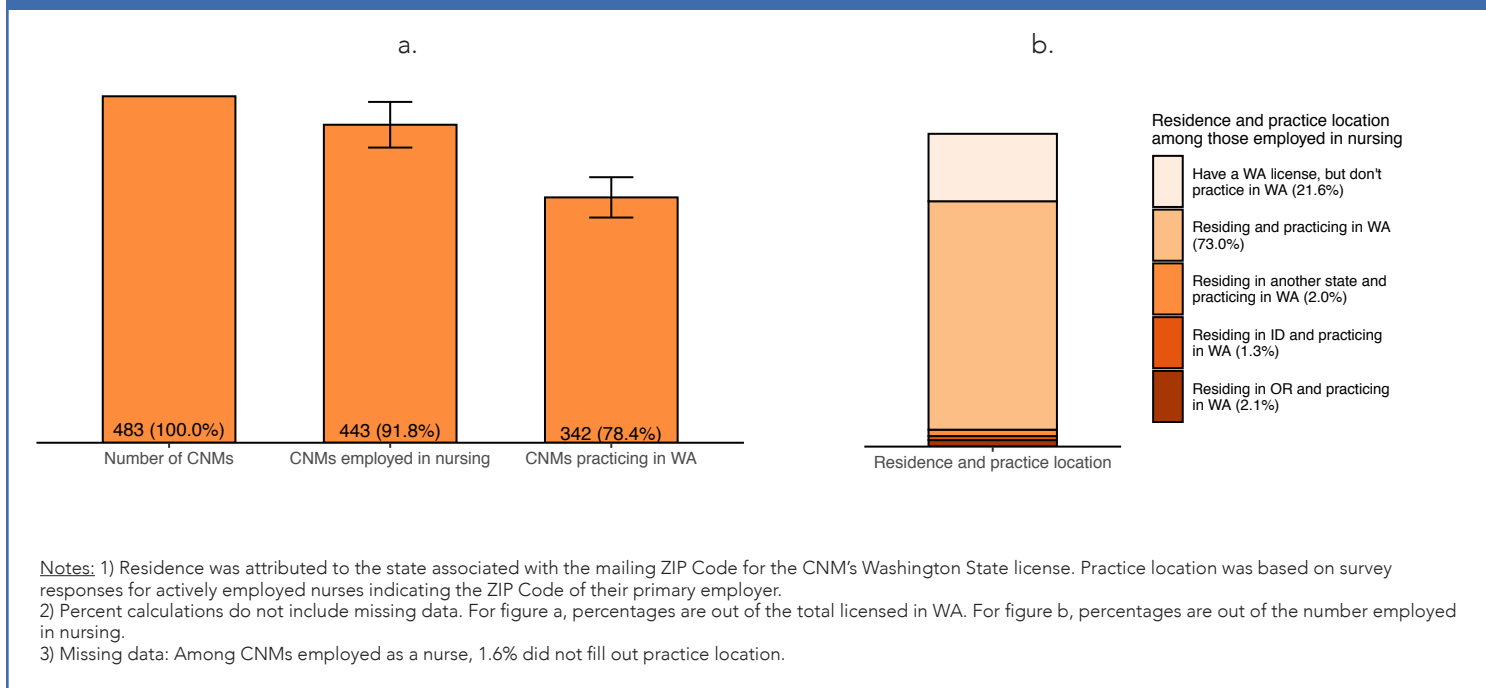 a.
483 (100.0%)
443 (91.8%)
342 (78.4%)
Number of CNMs
CNMs employed in nursing
CNMs practicing in WA
b.
Residence and practice location
Residence and practice location
among those employed in nursing
Have a WA license, but don't
practice in WA (21.6%)
Residing and practicing in WA
(73.0%)
Residing in another state and
practicing in WA (2.0%)
Residing in ID and practicing
in WA (1.3%)
Residing in OR and practicing
in WA (2.1%)
Notes: 1) Residence was attributed to the state associated with the mailing ZIP Code for the CNM’s Washington State license. Practice location was based on survey
responses for actively employed nurses indicating the ZIP Code of their primary employer.
2) Percent calculations do not include missing data. For figure a, percentages are out of the total licensed in WA. For figure b, percentages are out of the number employed
in nursing.
3) Missing data: Among CNMs employed as a nurse, 1.6% did not fill out practice location.